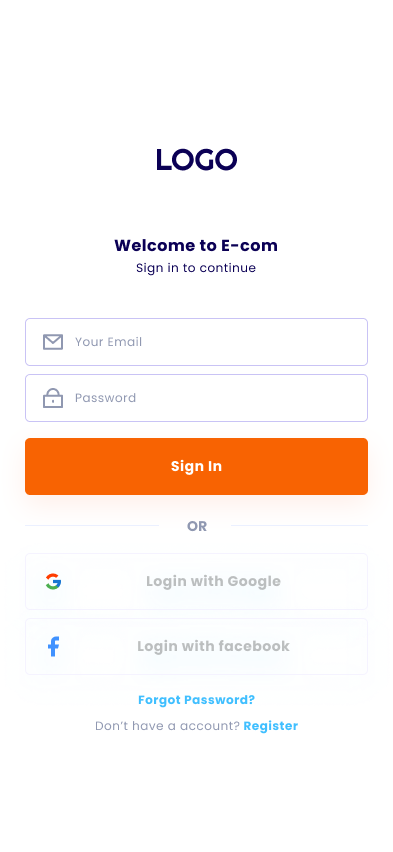 LOGO
Welcome to E-com
Sign in to continue
Your Email
Password
Sign In
OR
Login with Google
Login with facebook
Forgot Password?
Don't have a account? Register